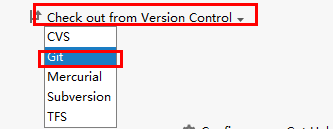 Check out from Version Control
CVS
Git
Mercurial
Subversion
TFS